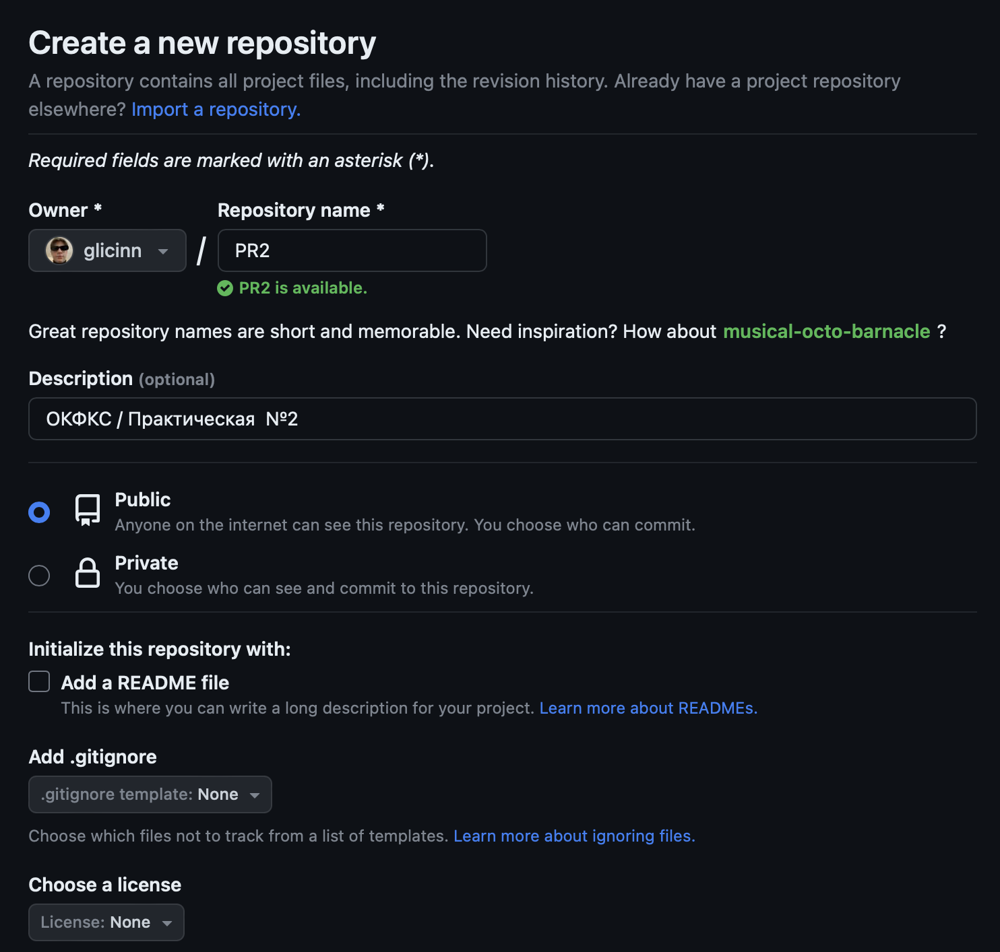 Create a new repository
A repository contains all project files, including the revision history. Already have a project repository
elsewhere? Import a repository.
Required fields are marked with an asterisk (*).
Owner * Repository name *
glicinn / PR2
PR2 is available.
Great repository names are short and memorable. Need inspiration? How about musical-octo-barnacle ?
Description (optional)
ОКФКС / Практическая №2
Public
Anyone on the internet can see this repository. You choose who can commit.
Private
You choose who can see and commit to this repository.
Initialize this repository with:
Add a README file
This is where you can write a long description for your project. Learn more about READMEs.
Add .gitignore
.gitignore template: None
Choose which files not to track from a list of templates. Learn more about ignoring files.
Choose a license
License: None